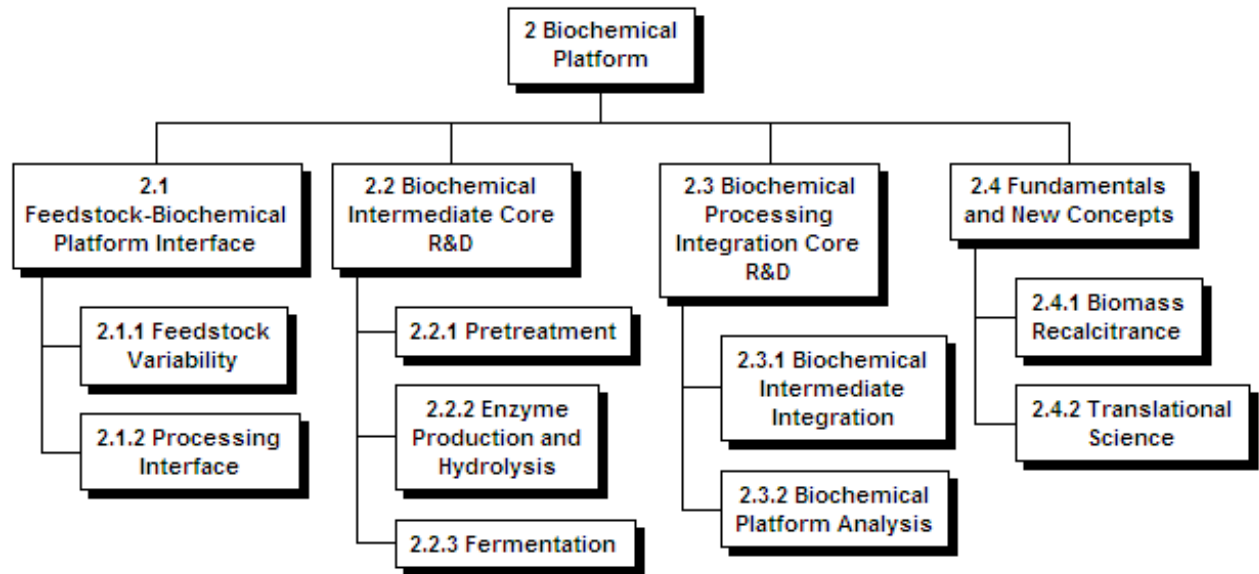 2 Biochemical
Platform
2.1
Feedstock-Biochemical
Platform Interface
2.1.1 Feedstock
Variability
2.1.2 Processing
Interface
2.2 Biochemical
Intermediate Core
R&D
2.2.1 Pretreatment
2.2.2 Enzyme
Production and
Hydrolysis
2.2.3 Fermentation
2.3 Biochemical
Processing
Integration Core
R&D
2.3.1 Biochemical
Intermediate
Integration
2.3.2 Biochemical
Platform Analysis
2.4 Fundamentals
and New Concepts
2.4.1 Biomass
Recalcitrance
2.4.2 Translational
Science